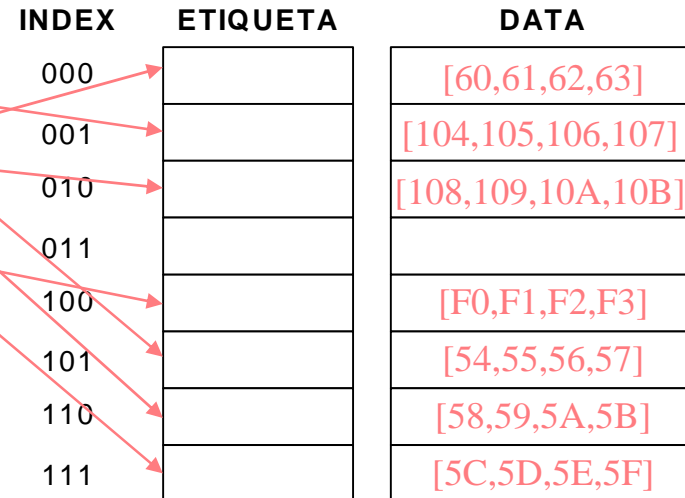 INDEX ETIQUETA DATA
000 [60,61,62,63]
001 [104,105,106,107]
010 [108,109,10A,10B]
011
100 [F0,F1,F2,F3]
101 [54,55,56,57]
110 [58,59,5A,5B]
111 [5C,5D,5E,5F]